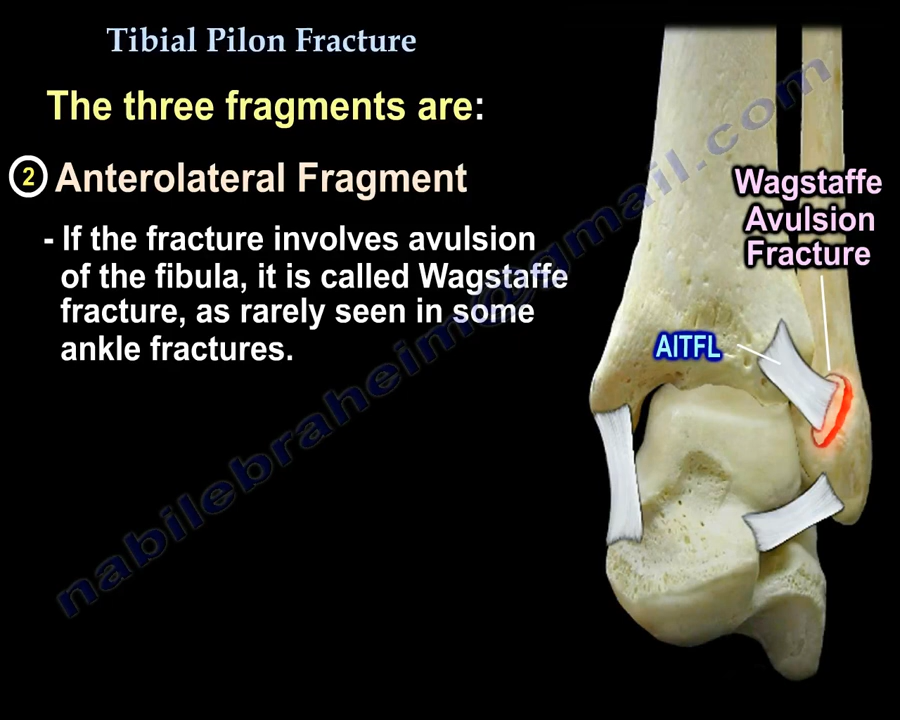 Tibial Pilon Fracture
The three fragments are:
2 Anterolateral Fragment
- If the fracture involves avulsion
of the fibula, it is called Wagstaffe
fracture, as rarely seen in some
ankle fractures.
Wagstaffe
Avulsion
Fracture
AITFL
nabilebraheim@gmail.com